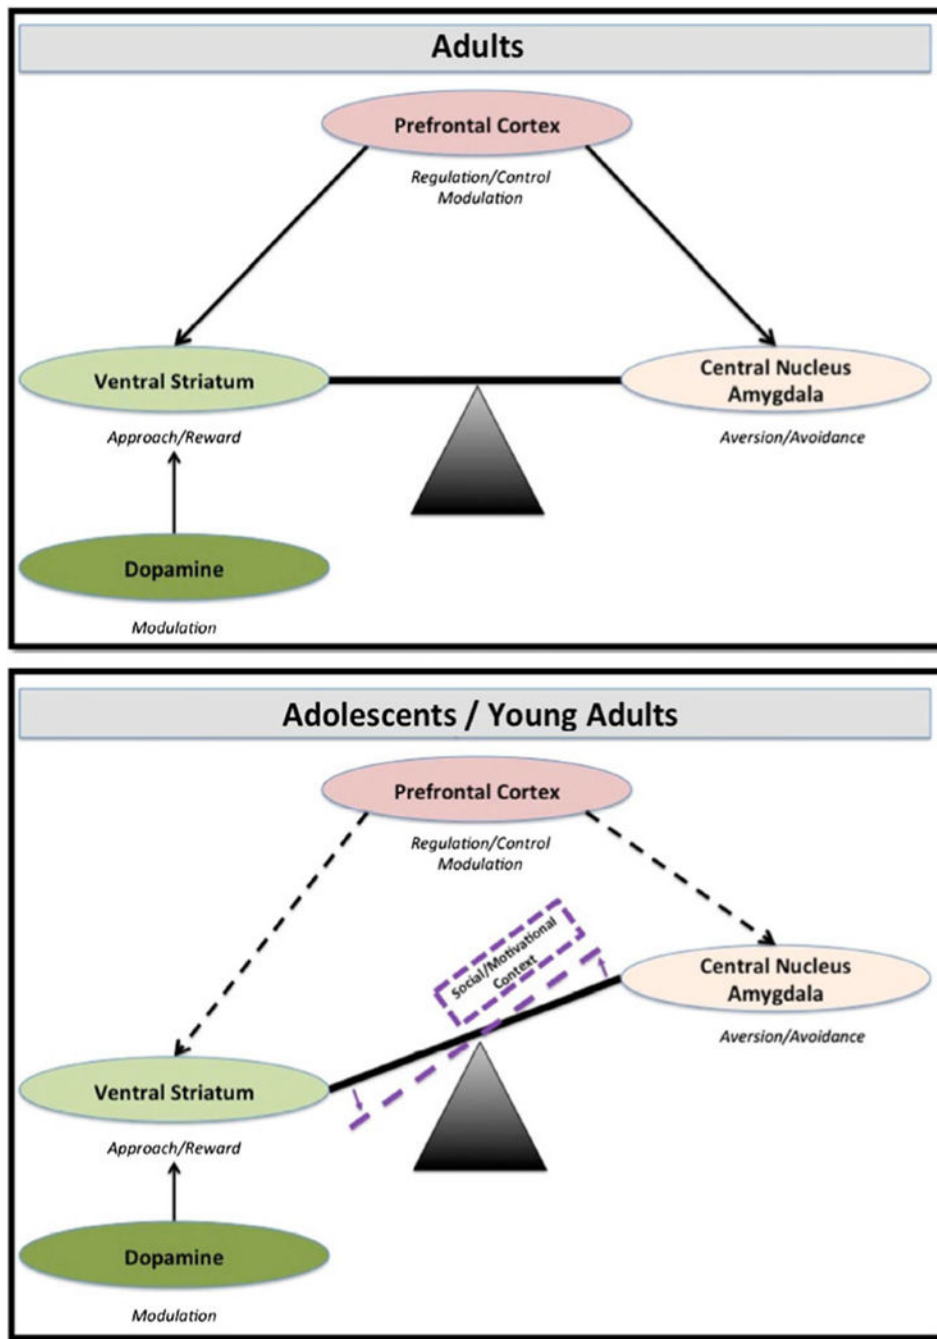 Adults
Prefrontal Cortex
Regulation/Control
Modulation
Ventral Striatum
Central Nucleus
Amygdala
Approach/Reward
Aversion/Avoidance
Dopamine
Modulation
Adolescents / Young Adults
Prefrontal Cortex
Regulation/Control
Modulation
Social/Motivational
Context
Central Nucleus
Amygdala
Aversion/Avoidance
Ventral Striatum
Approach/Reward
Dopamine
Modulation